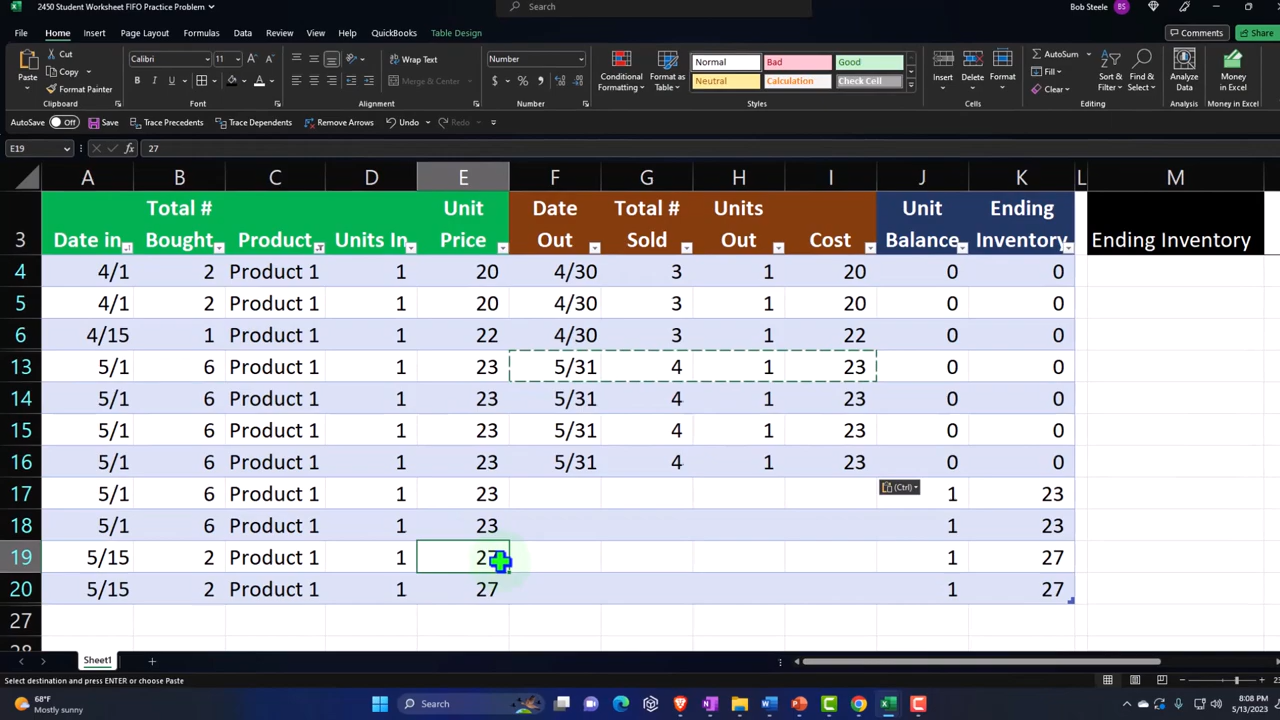 2450 Student Worksheet FIFO Practice Problem
Search
Bob Steele BS
File Home Insert Page Layout Formulas Data Review View Help QuickBooks Table Design Comments Share
Paste Cut Copy Format Painter
Calibri 11 B I U A A
Wrap Text Merge & Center
Number $ % 9
Conditional Formatting Format as Table
Normal Bad Good
Neutral Calculation Check Cell
Insert Delete Format
AutoSum Fill Clear
Sort & Filter Find & Select Analyze Data Money in Excel
Clipboard Font Alignment Number Styles Cells Editing Analysis Money in Excel
AutoSave Off Save Trace Precedents Trace Dependents Remove Arrows Undo Redo
E19 fx 27
A B C D E F G H I J K L M
3 Date in Total # Bought Product Units In Unit Price Date Out Total # Sold Units Out Cost Unit Balance Ending Inventory Ending Inventory
4 4/1 2 Product 1 1 20 4/30 3 1 20 0 0
5 4/1 2 Product 1 1 20 4/30 3 1 20 0 0
6 4/15 1 Product 1 1 22 4/30 3 1 22 0 0
13 5/1 6 Product 1 1 23 5/31 4 1 23 0 0
14 5/1 6 Product 1 1 23 5/31 4 1 23 0 0
15 5/1 6 Product 1 1 23 5/31 4 1 23 0 0
16 5/1 6 Product 1 1 23 5/31 4 1 23 0 0
17 5/1 6 Product 1 1 23 (Ctrl) 1 23
18 5/1 6 Product 1 1 23 1 23
19 5/15 2 Product 1 1 27 1 27
20 5/15 2 Product 1 1 27 1 27
27
Sheet1
Select destination and press ENTER or choose Paste
68°F
Mostly sunny
Search
8:08 PM
5/13/2023